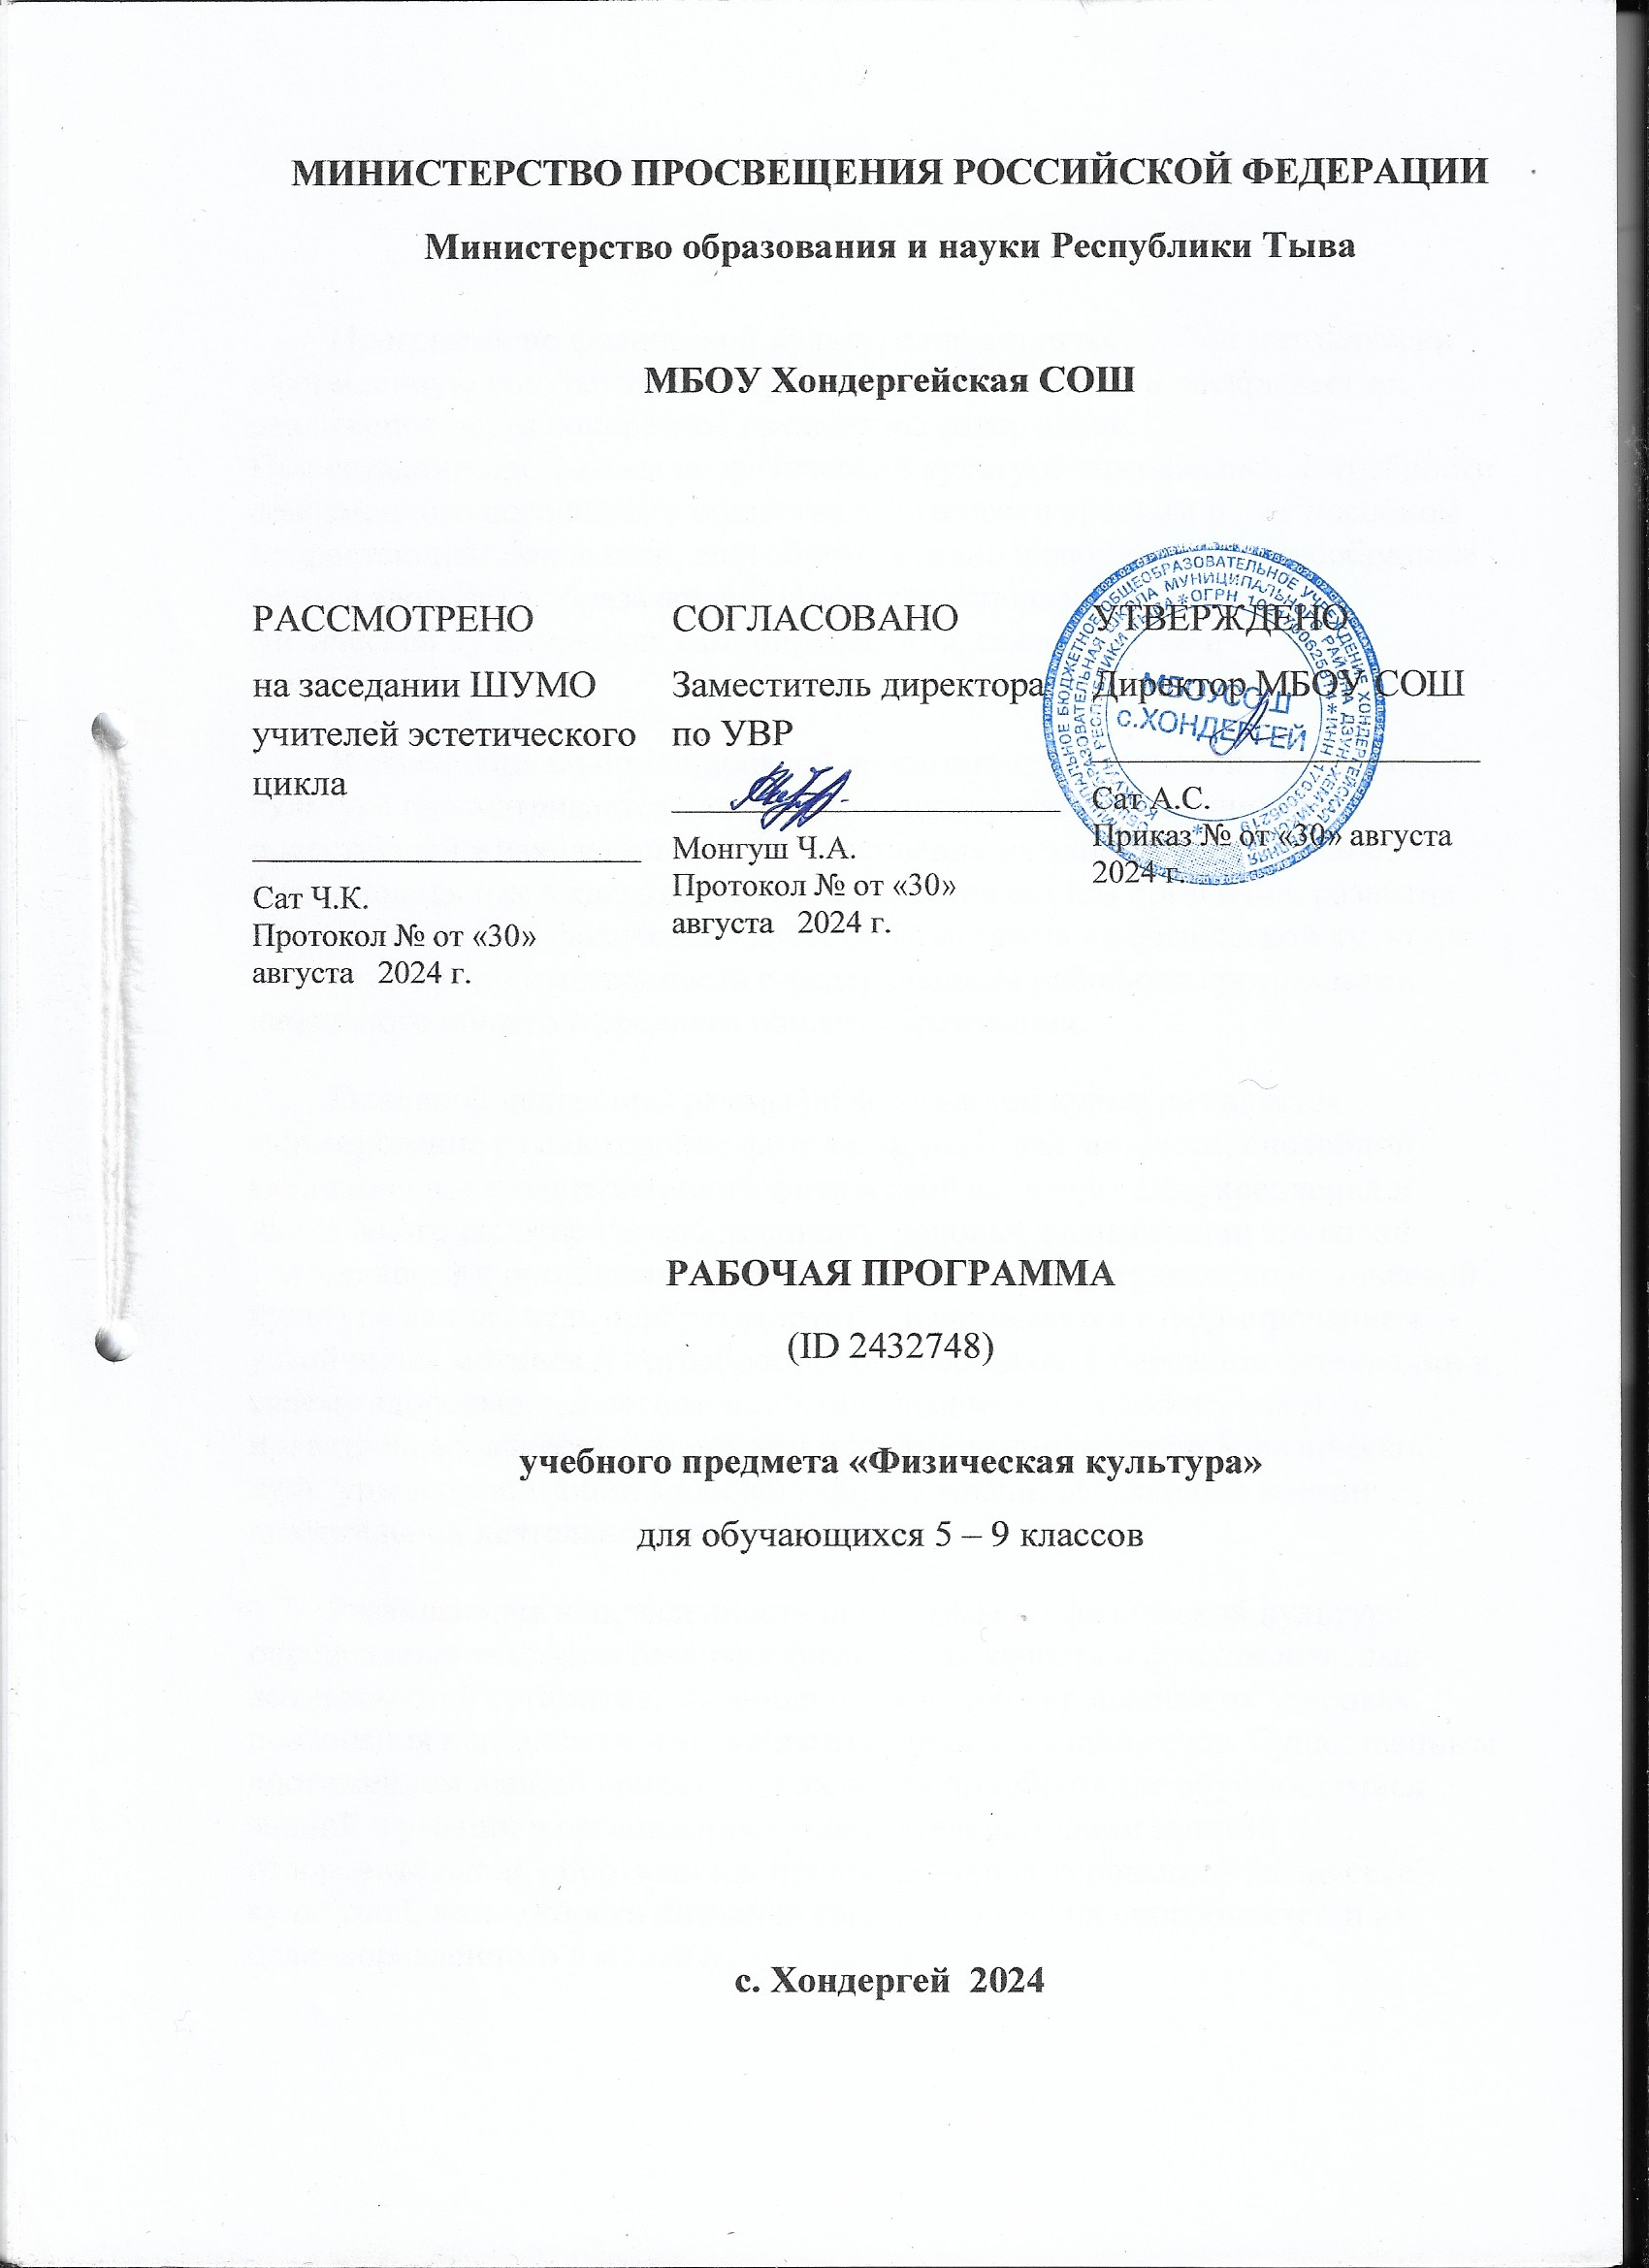 МИНИСТЕРСТВО ПРОСВЕЩЕНИЯ РОССИЙСКОЙ ФЕДЕРАЦИИ
Министерство образования и науки Республики Тыва
МБОУ Хондергейская СОШ
РАССМОТРЕНО
на заседании ШУМО
учителей эстетического
цикла
Сат Ч.К.
Протокол № от «30»
августа 2024 г.
СОГЛАСОВАНО
Заместитель директора
по УВР
Монгуш Ч.А.
Протокол № от «30»
августа 2024 г.
УТВЕРЖДЕНО
Директор МБОУ СОШ
Сат А.С.
Приказ № от «30» августа
2024 г.
МБОУ СОШ
с.ХОНДЕРГЕЙ
РАБОЧАЯ ПРОГРАММА
(ID 2432748)
учебного предмета «Физическая культура»
для обучающихся 5 – 9 классов
с. Хондергей 2024